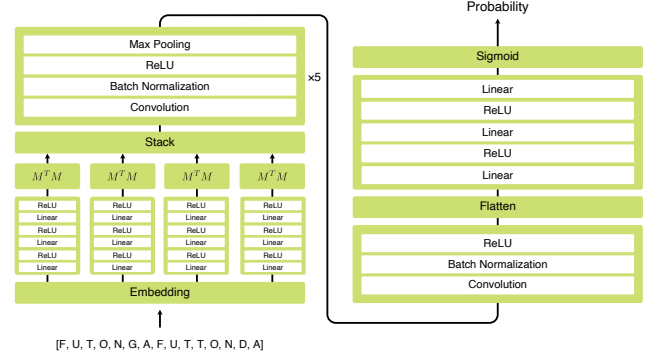 Probability
Sigmoid
Linear
ReLU
Linear
ReLU
Linear
Flatten
ReLU
Batch Normalization
Convolution
Max Pooling
ReLU
Batch Normalization
Convolution
×5
Stack
M^T M M^T M M^T M M^T M
ReLU ReLU ReLU ReLU
Linear Linear Linear Linear
ReLU ReLU ReLU ReLU
Linear Linear Linear Linear
ReLU ReLU ReLU ReLU
Linear Linear Linear Linear
Embedding
[F, U, T, O, N, G, A, F, U, T, T, O, N, D, A]